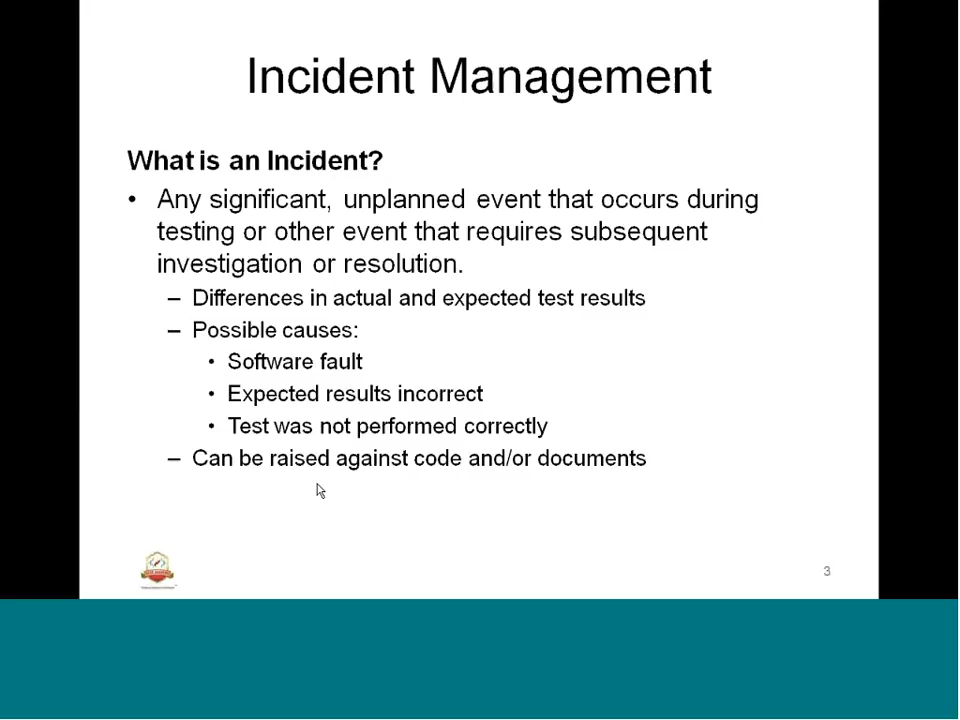 Incident Management
What is an Incident?
• Any significant, unplanned event that occurs during
testing or other event that requires subsequent
investigation or resolution.
– Differences in actual and expected test results
– Possible causes:
• Software fault
• Expected results incorrect
• Test was not performed correctly
– Can be raised against code and/or documents
3